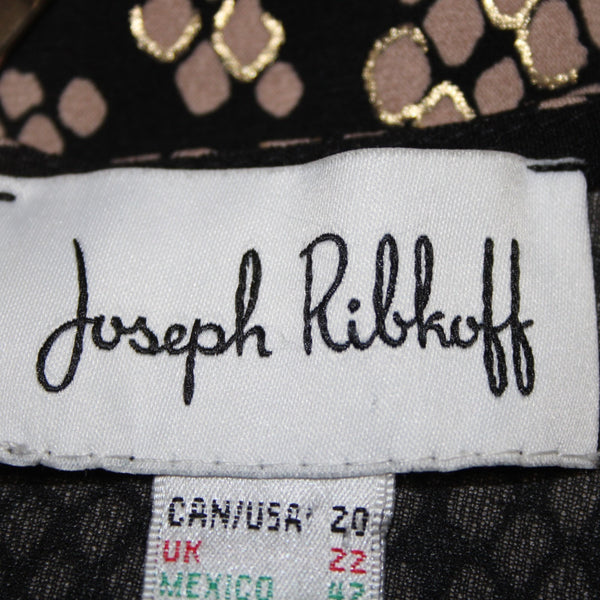 Joseph Ribkoff
CAN/USA 20
UK 22
MEXICO 42